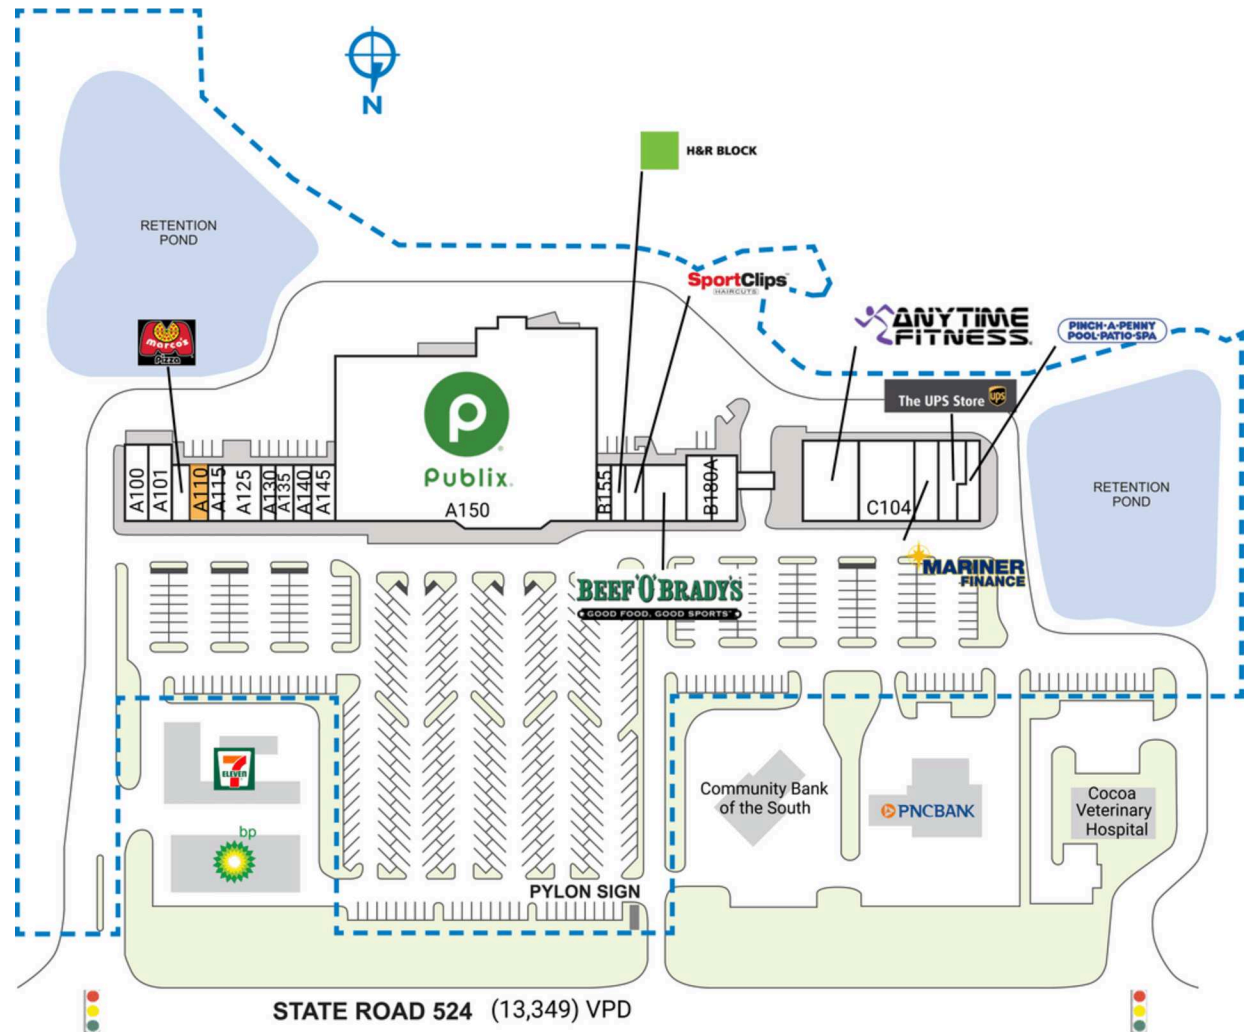 N
H&R BLOCK
RETENTION
POND
SportClips
HAIRCUTS
ANYTIME
FITNESS
PINCH-A-PENNY
POOL-PATIO-SPA
Marco's
Pizza
The UPS Store
ups
P
Publix
A100
A101
A110
A115
A125
A130
A135
A140
A145
A150
B155
B180A
C104
RETENTION
POND
MARINER
FINANCE
BEEF 'O' BRADY'S
GOOD FOOD. GOOD SPORTS
7
ELEVEN
bp
Community Bank
of the South
PNCBANK
Cocoa
Veterinary
Hospital
PYLON SIGN
STATE ROAD 524 (13,349) VPD